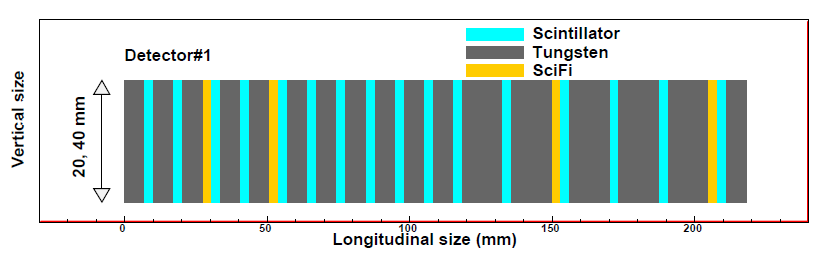 Scintillator
Detector#1
Tungsten
SciFi
Vertical size
20, 40 mm
0
50
100
150
200
Longitudinal size (mm)